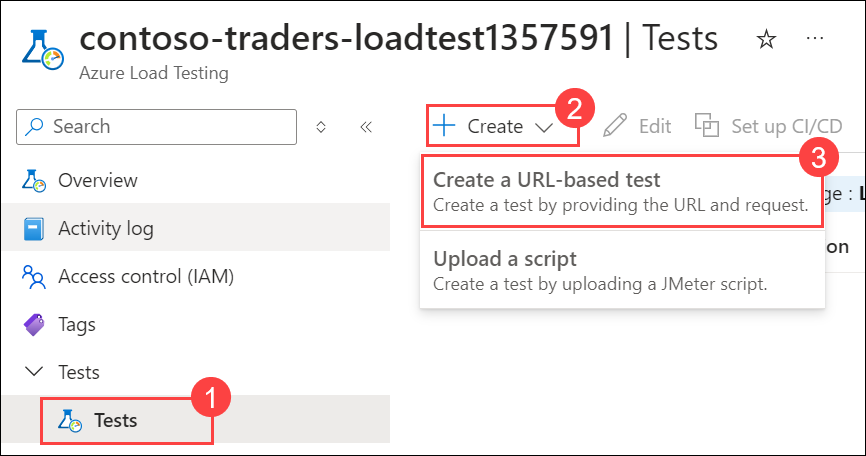 contoso-traders-loadtest1357591 | Tests
Azure Load Testing
Search
Overview
Activity log
Access control (IAM)
Tags
Tests
1
Tests
Create
2
Edit
Set up CI/CD
3
Create a URL-based test
Create a test by providing the URL and request.
Upload a script
Create a test by uploading a JMeter script.
ge : L
on